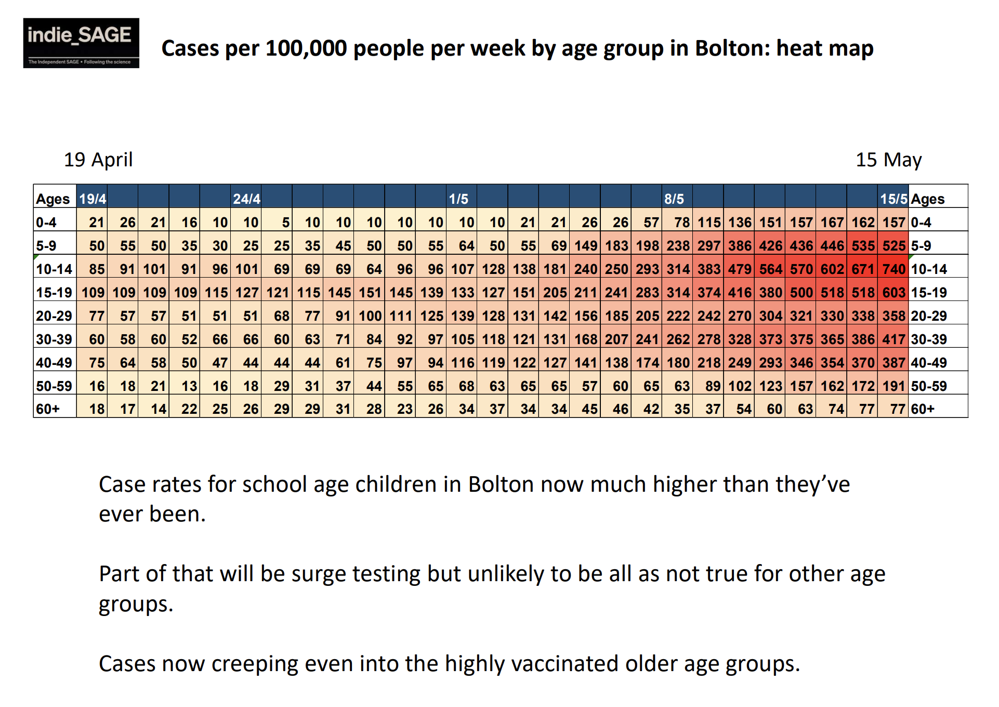 indie_SAGE
The Independent SAGE • Following the science
Cases per 100,000 people per week by age group in Bolton: heat map
19 April 15 May
Ages 19/4 24/4 1/5 8/5 15/5 Ages
0-4 21 26 21 16 10 10 5 10 10 10 10 10 10 10 21 21 26 26 57 78 115 136 151 157 167 162 157 0-4
5-9 50 55 50 35 30 25 25 35 45 50 50 55 64 50 55 69 149 183 198 238 297 386 426 436 446 535 525 5-9
10-14 85 91 101 91 96 101 69 69 69 64 96 96 107 128 138 181 240 250 293 314 383 479 564 570 602 671 740 10-14
15-19 109 109 109 109 115 127 121 115 145 151 145 139 133 127 151 205 211 241 283 314 374 416 380 500 518 518 603 15-19
20-29 77 57 57 51 51 51 68 77 91 100 111 125 139 128 131 142 156 185 205 222 242 270 304 321 330 338 358 20-29
30-39 60 58 60 52 66 66 60 63 71 84 92 97 105 118 121 131 168 207 241 262 278 328 373 375 365 386 417 30-39
40-49 75 64 58 50 47 44 44 44 61 75 97 94 116 119 122 127 141 138 174 180 218 249 293 346 354 370 387 40-49
50-59 16 18 21 13 16 18 29 31 37 44 55 65 68 63 65 65 57 60 65 63 89 102 123 157 162 172 191 50-59
60+ 18 17 14 22 25 26 29 29 31 28 23 26 34 37 34 34 45 46 42 35 37 54 60 63 74 77 77 60+
Case rates for school age children in Bolton now much higher than they’ve
ever been.
Part of that will be surge testing but unlikely to be all as not true for other age
groups.
Cases now creeping even into the highly vaccinated older age groups.